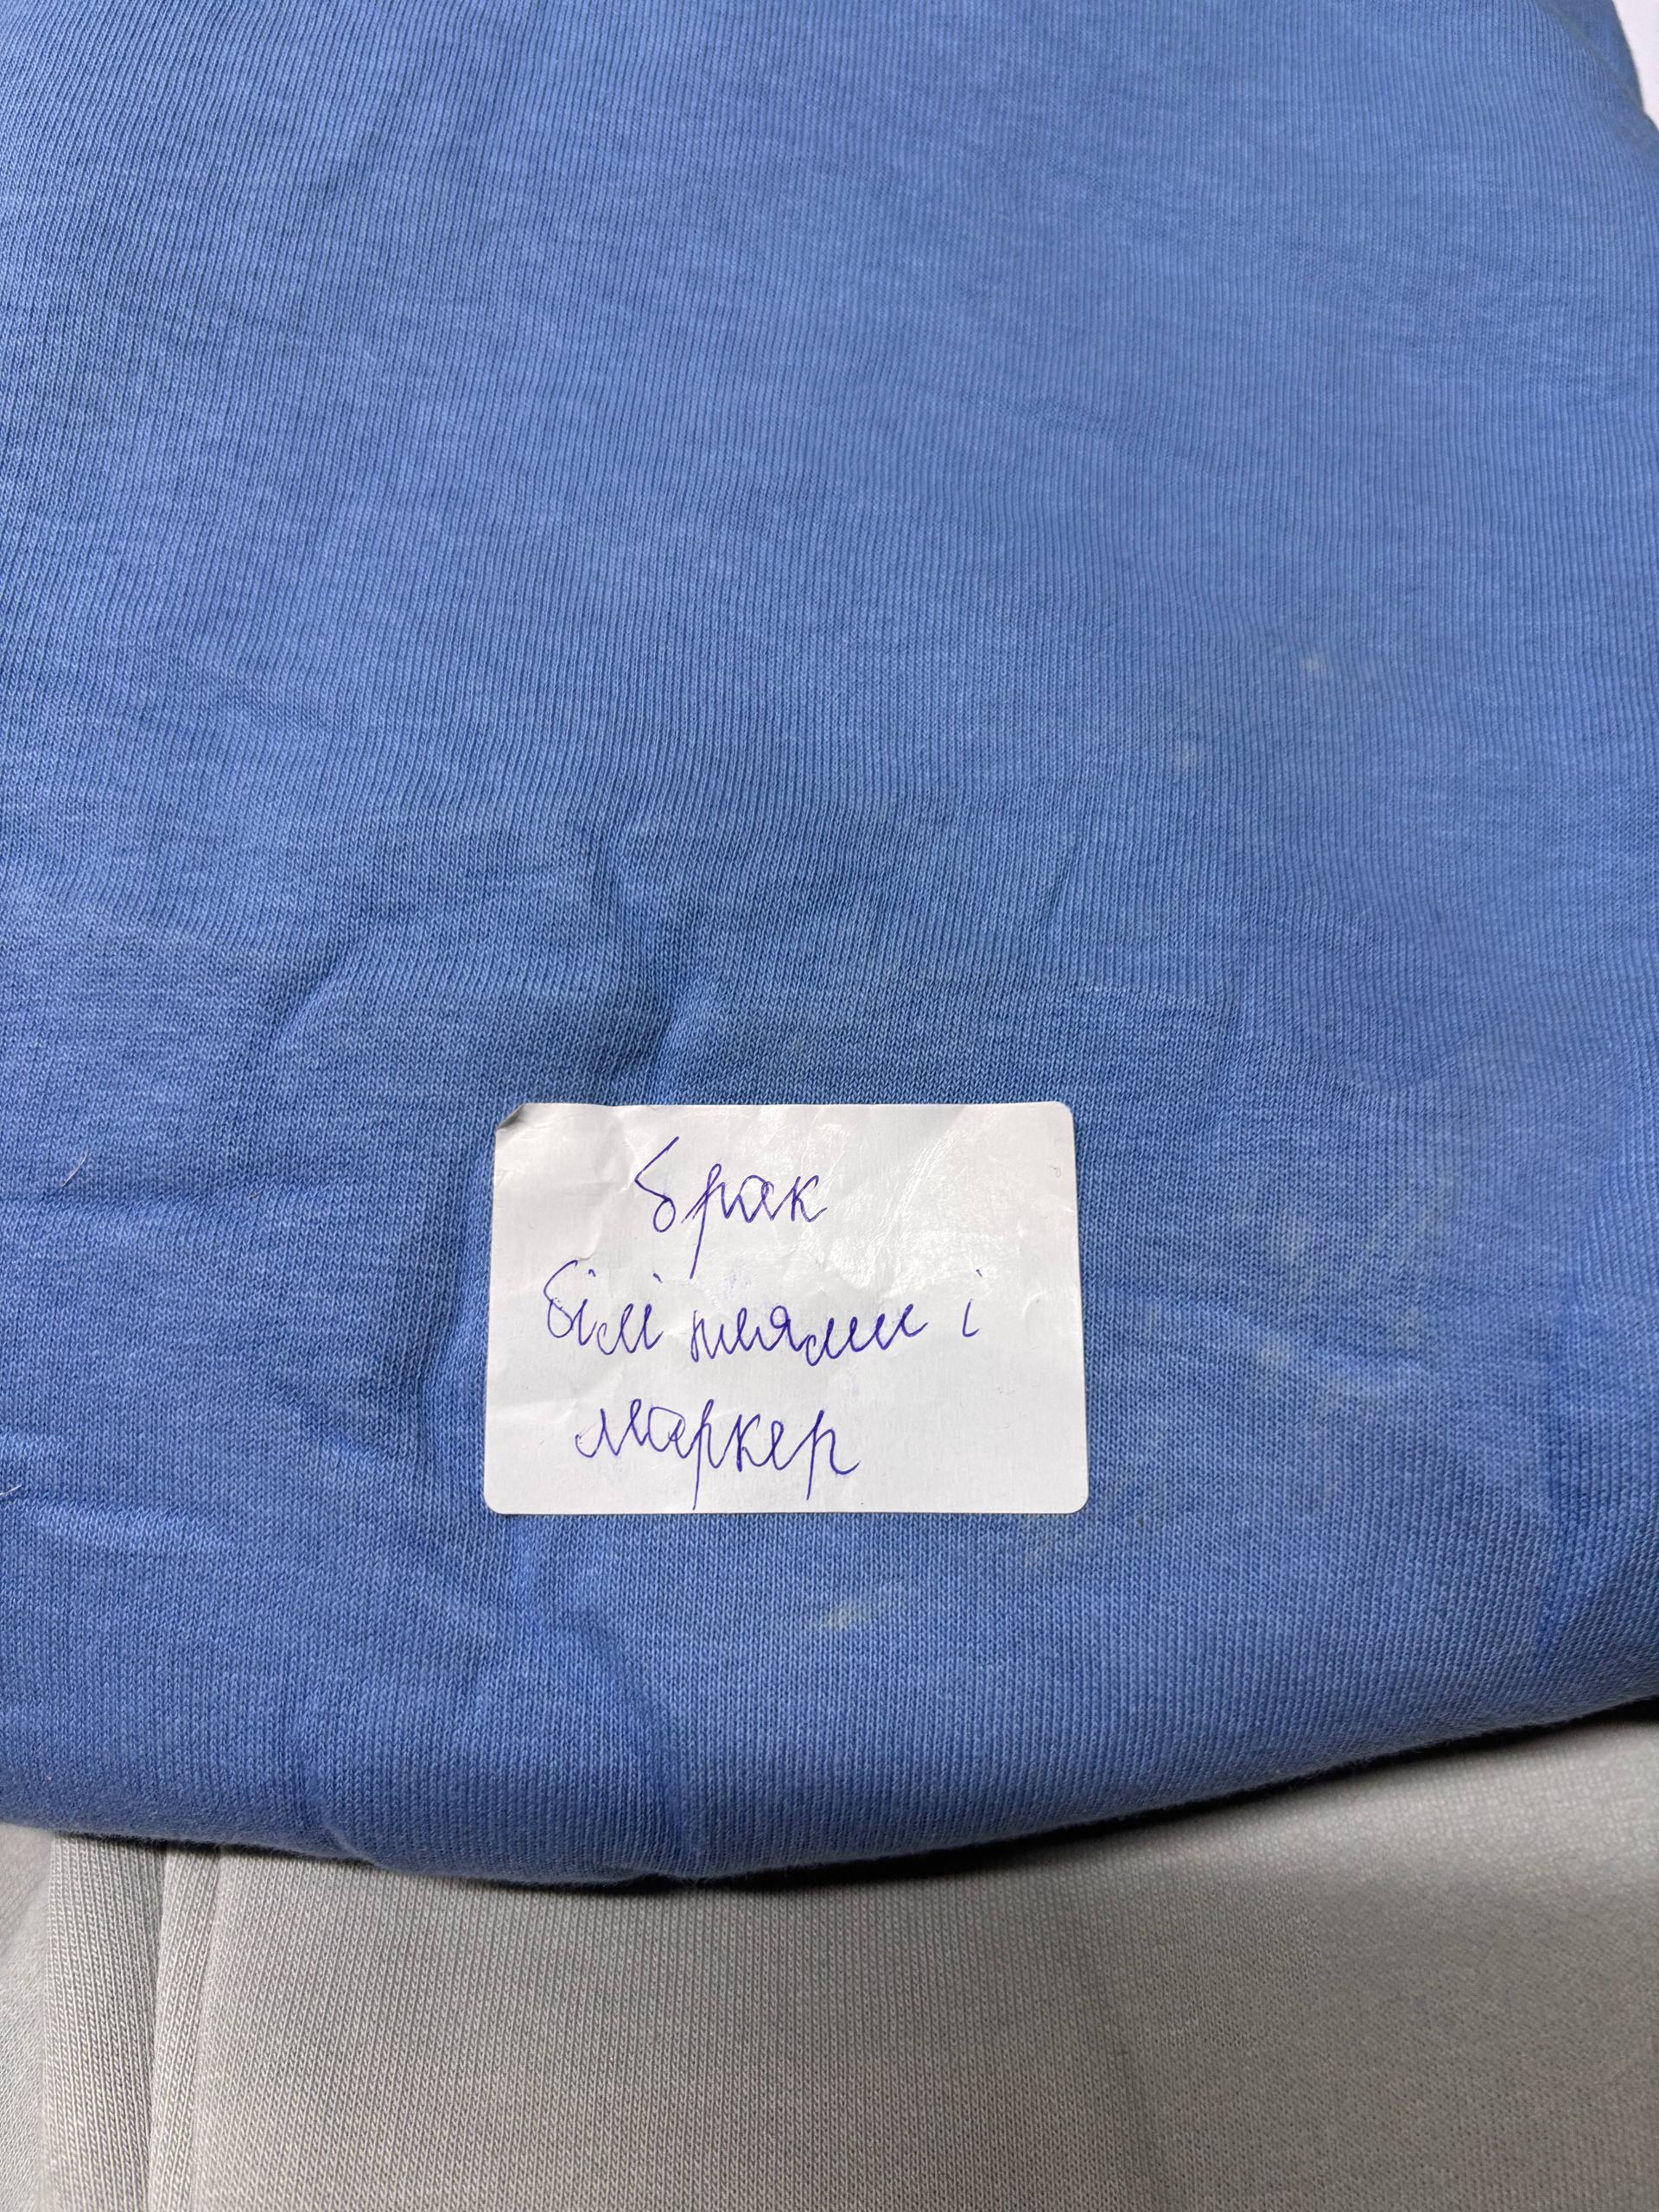 брак
білі плями і
маркер